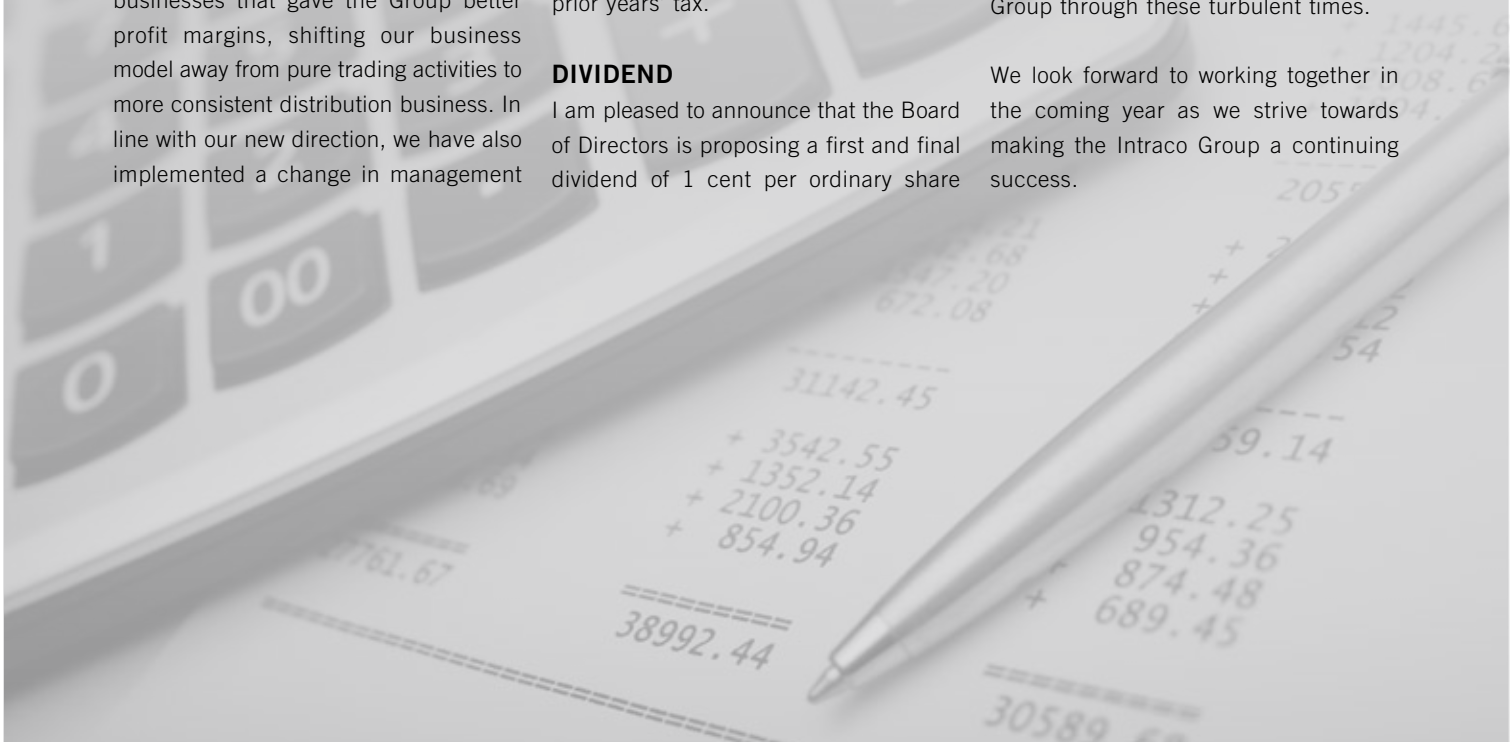 businesses that gave the Group better
profit margins, shifting our business
model away from pure trading activities to
more consistent distribution business. In
line with our new direction, we have also
implemented a change in management
prior years' tax.
DIVIDEND
I am pleased to announce that the Board
of Directors is proposing a first and final
dividend of 1 cent per ordinary share
Group through these turbulent times.
We look forward to working together in
the coming year as we strive towards
making the Intraco Group a continuing
success.
1
0
00
672.08
31142.45
+ 3542.55
+ 1352.14
+ 2100.36
+ 854.94
38992.44
1312.25
954.36
874.48
+ 689.45